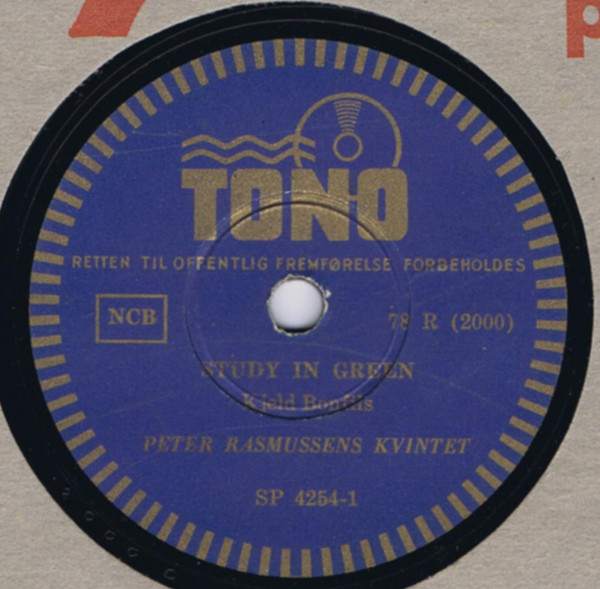 TONO
RETTEN TIL OFFENTLIG FREMFØRELSE FORBEHOLDES
NCB
78 R (2000)
STUDY IN GREEN
Kjeld Bonfils
PETER RASMUSSENS KVINTET
SP 4254-1